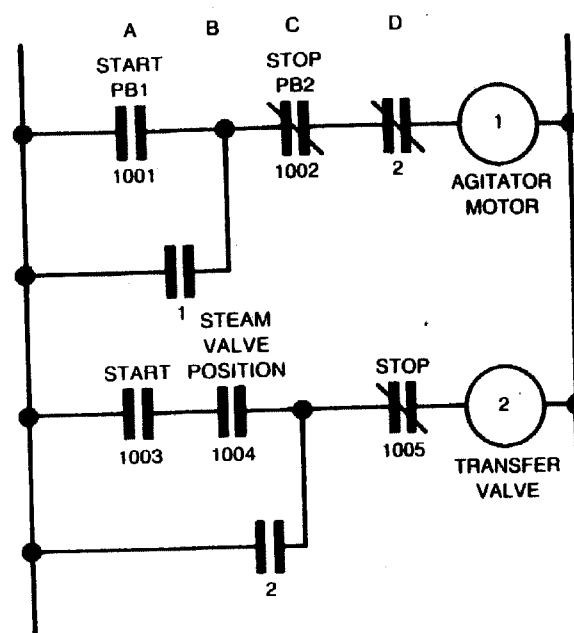 A B C D
START STOP
PB1 PB2
1
1001 1002 2
AGITATOR
MOTOR
1
STEAM
VALVE
START POSITION STOP
2
1003 1004 1005
TRANSFER
VALVE
2